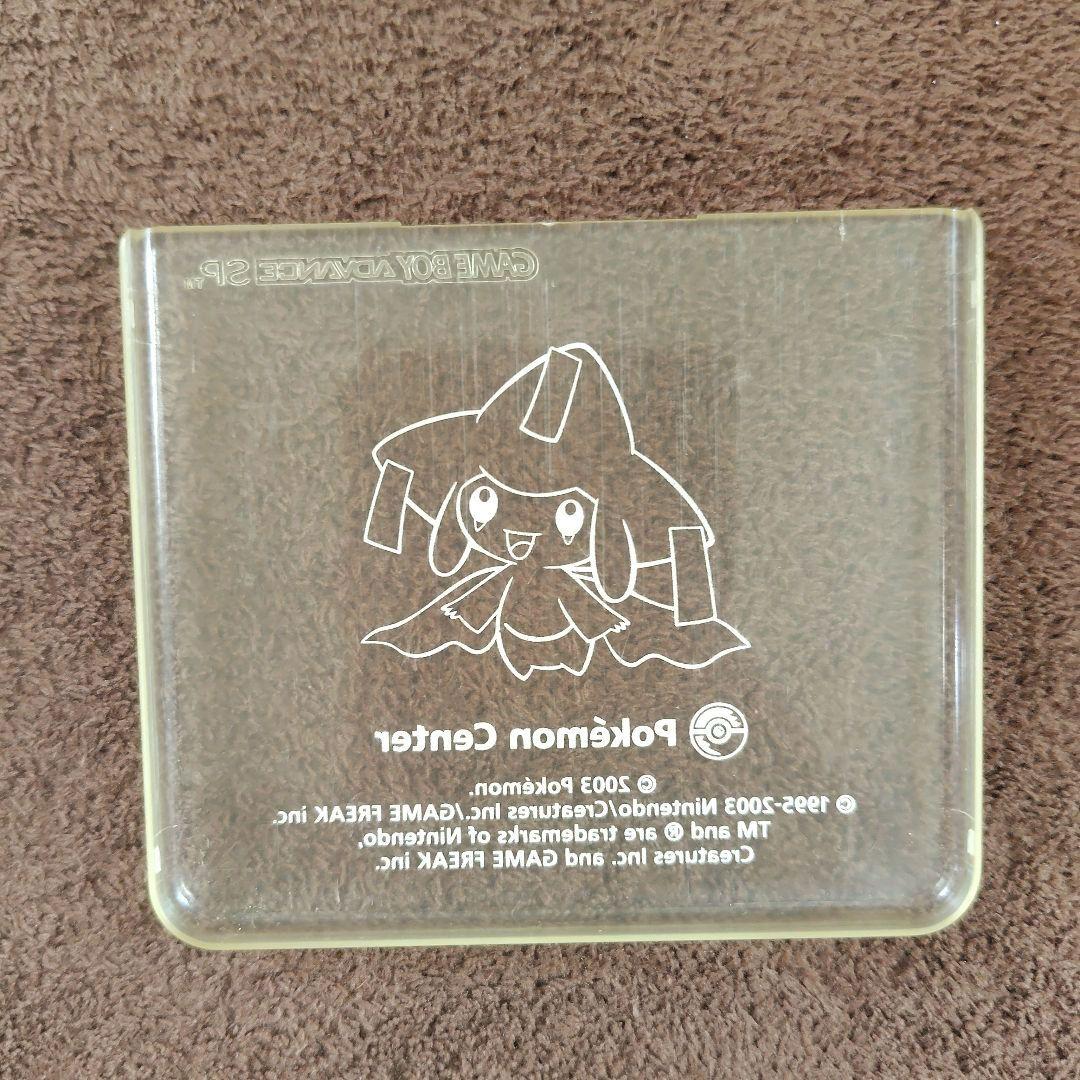 GAME BOY ADVANCE SP™
Pokémon Center
© 2003 Pokémon.
© 1995-2003 Nintendo/Creatures Inc./GAME FREAK inc.
TM and ® are trademarks of Nintendo,
Creatures Inc. and GAME FREAK inc.